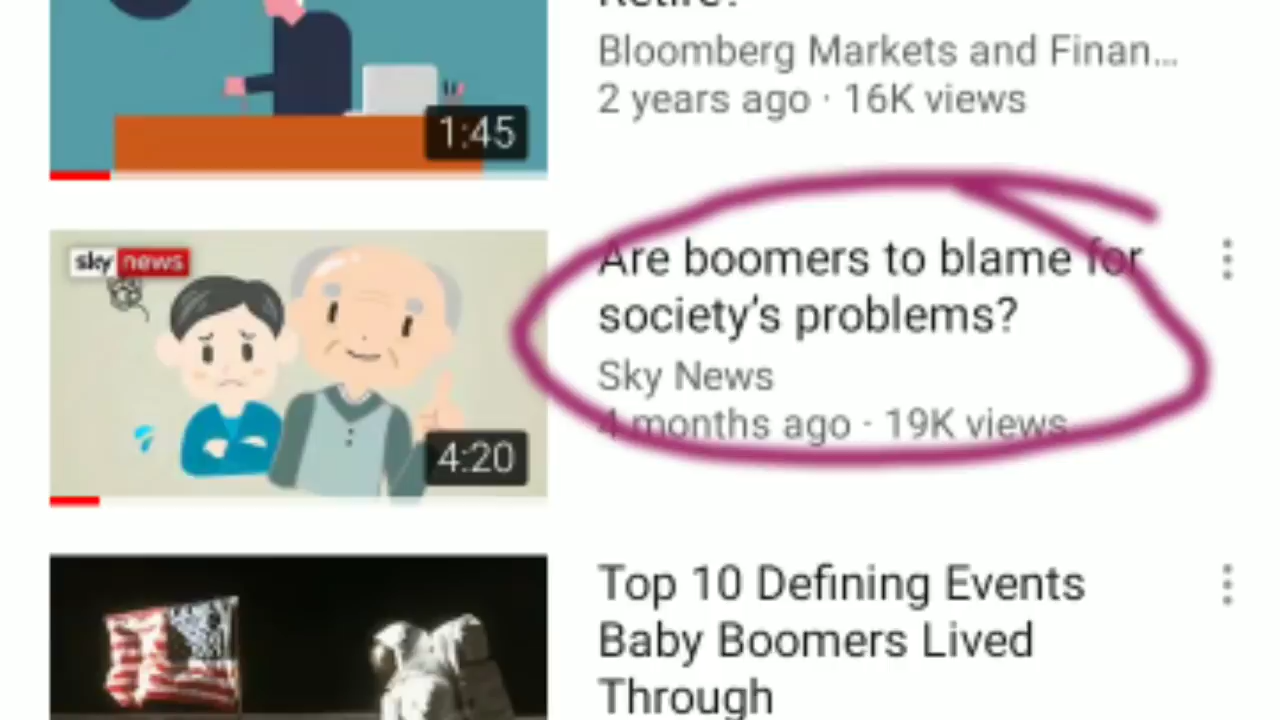 Retire?
Bloomberg Markets and Finan...
2 years ago · 16K views
1:45
sky news
Are boomers to blame for
society's problems?
Sky News
4 months ago · 19K views
4:20
Top 10 Defining Events
Baby Boomers Lived
Through